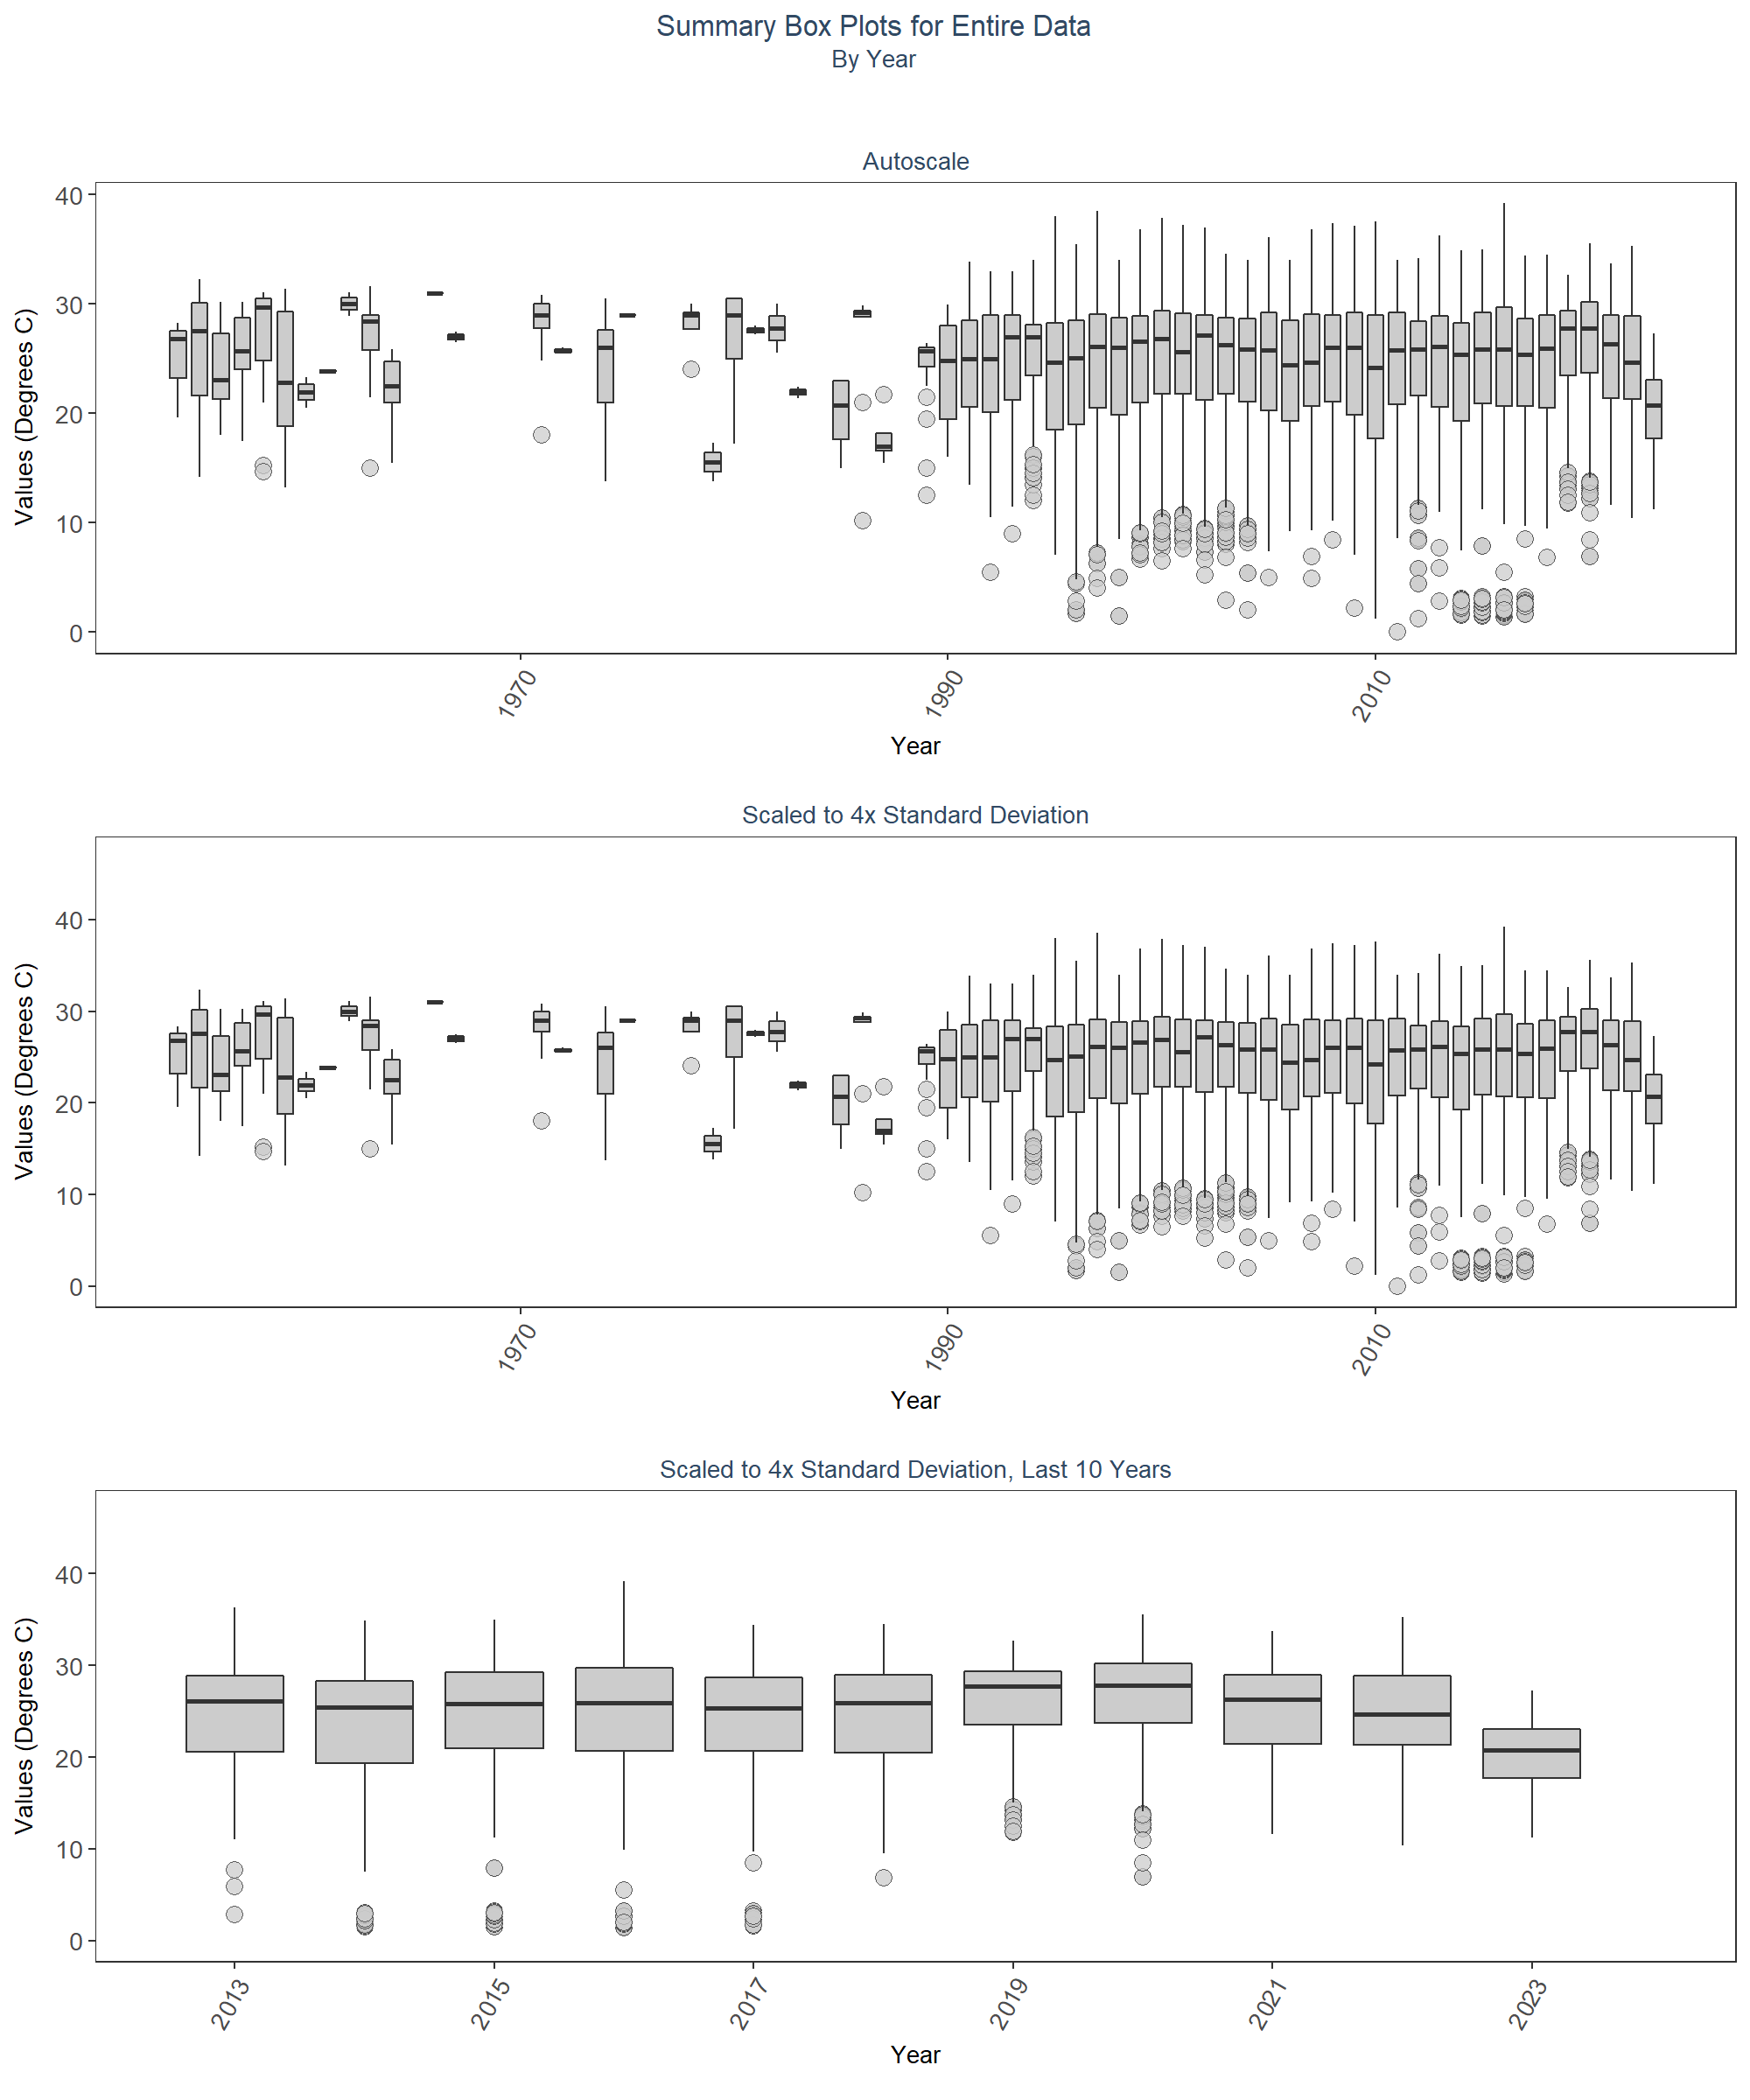 Summary Box Plots for Entire Data
By Year
Autoscale
Values (Degrees C)
40
30
20
10
0
1970
1990
2010
Year
Scaled to 4x Standard Deviation
Values (Degrees C)
40
30
20
10
0
1970
1990
2010
Year
Scaled to 4x Standard Deviation, Last 10 Years
Values (Degrees C)
40
30
20
10
0
2013
2015
2017
2019
2021
2023
Year